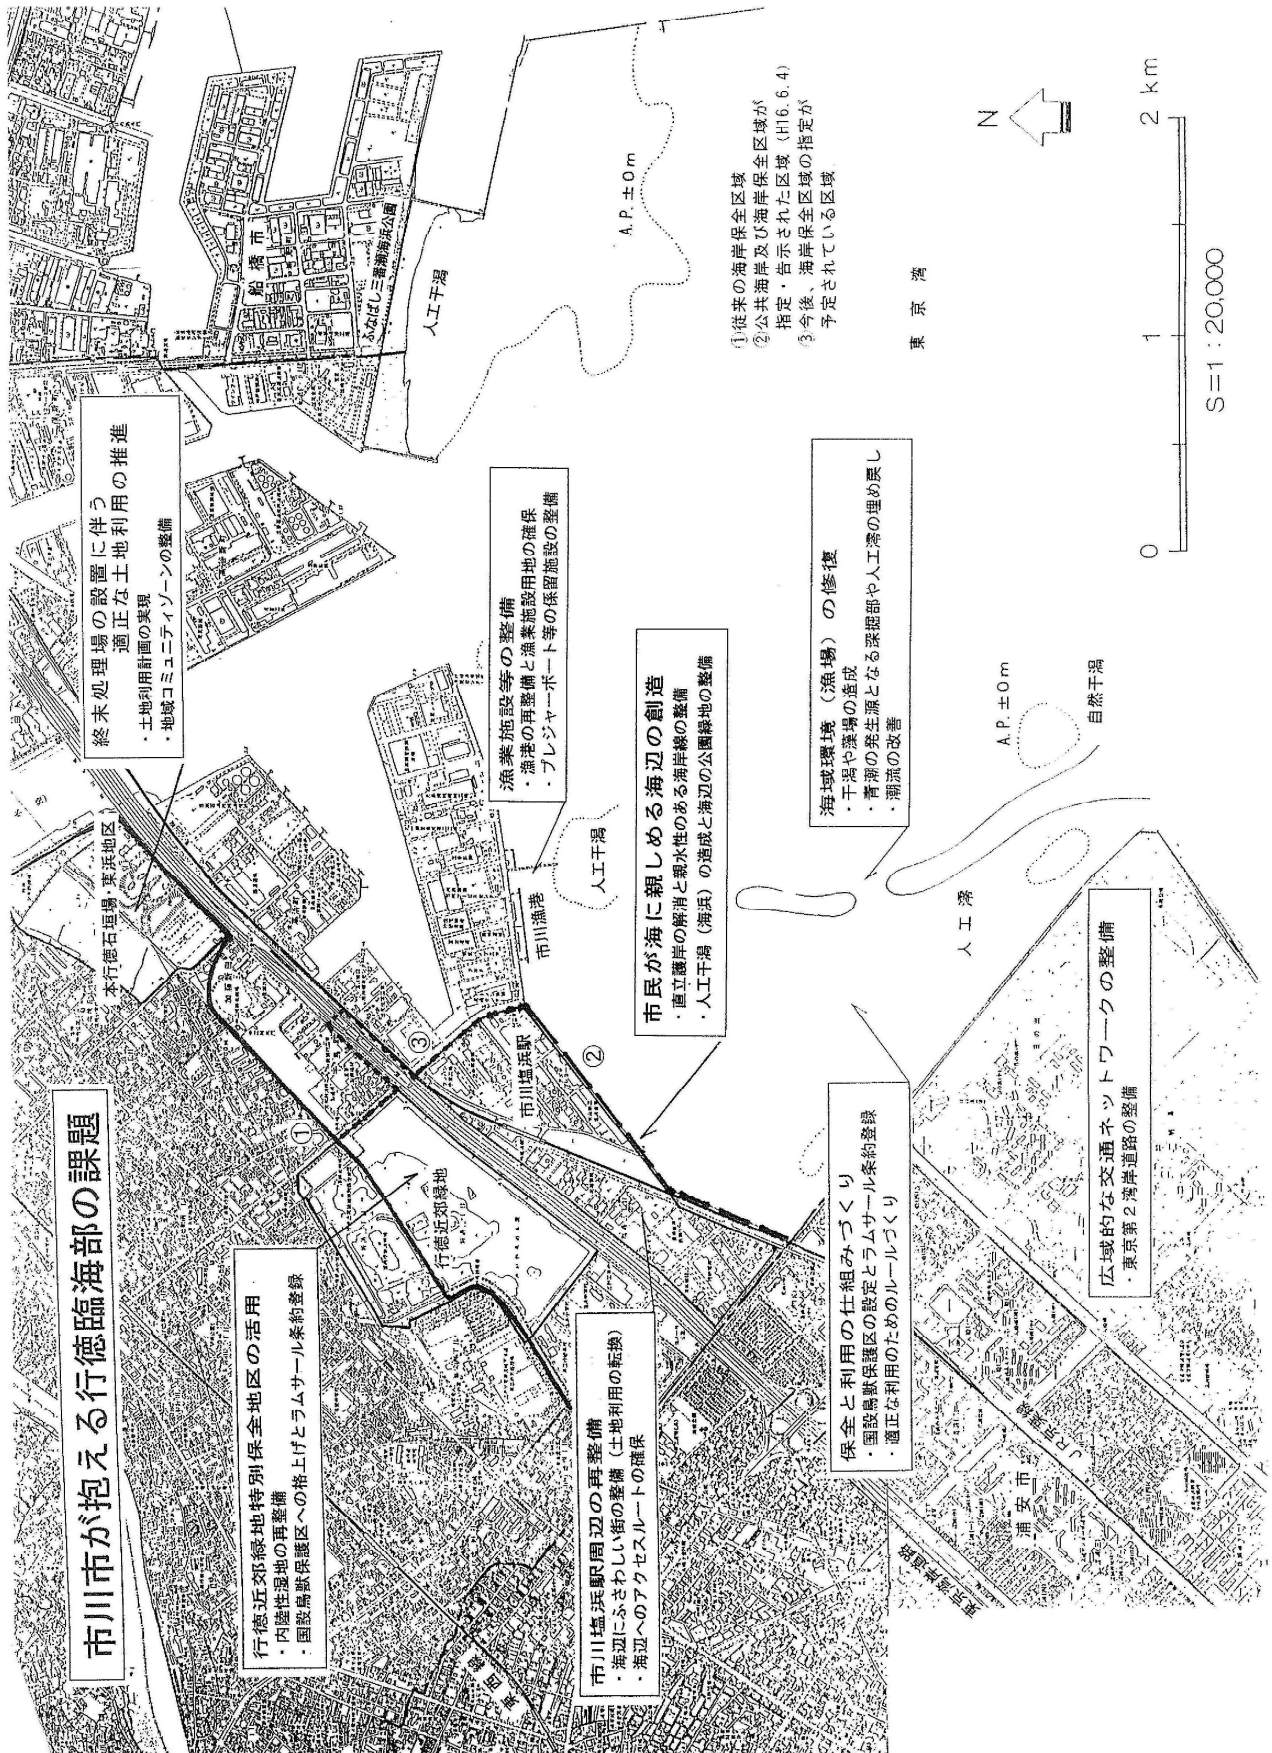 市川市が抱える行徳臨海部の課題
行徳近郊緑地特別保全地区の活用
・内陸性湿地の再整備
・国設鳥獣保護区への格上げとラムサール条約登録
終末処理場の設置に伴う
適正な土地利用の推進
・土地利用計画の実現
・地域コミュニティゾーンの整備
本行徳石垣場・東浜地区
船橋市
ふなばし三番瀬海浜公園
人工干潟
A.P.±0m
漁業施設等の整備
・漁港の再整備と漁業施設用地の確保
・プレジャーボート等の保留施設の整備
市川漁港
人工干潟
①
行徳近郊緑地
③
市川塩浜駅
②
市川塩浜駅周辺の再整備
・海辺にふさわしい街の整備（土地利用の転換）
・海辺へのアクセスルートの確保
東西線
市民が海に親しめる海辺の創造
・直立護岸の解消と親水性のある海岸線の整備
・人工干潟（海浜）の造成と海辺の公園緑地の整備
①従来の海岸保全区域
②公共海岸及び海岸保全区域が
指定・告示された区域（H16.6.4）
③今後、海岸保全区域の指定が
予定されている区域
東京湾
海域環境（漁場）の修復
・干潟や藻場の造成
・青潮の発生源となる深掘部や人工澪の埋め戻し
・潮流の改善
保全と利用の仕組みづくり
・国設鳥獣保護区の設定とラムサール条約登録
・適正な利用のためのルールづくり
人工澪
A.P.±0m
自然干潟
広域的な交通ネットワークの整備
・東京第2湾岸道路の整備
JR京葉線
浦安市
東京湾岸道路
N
0 1 2 km
S=1:20,000